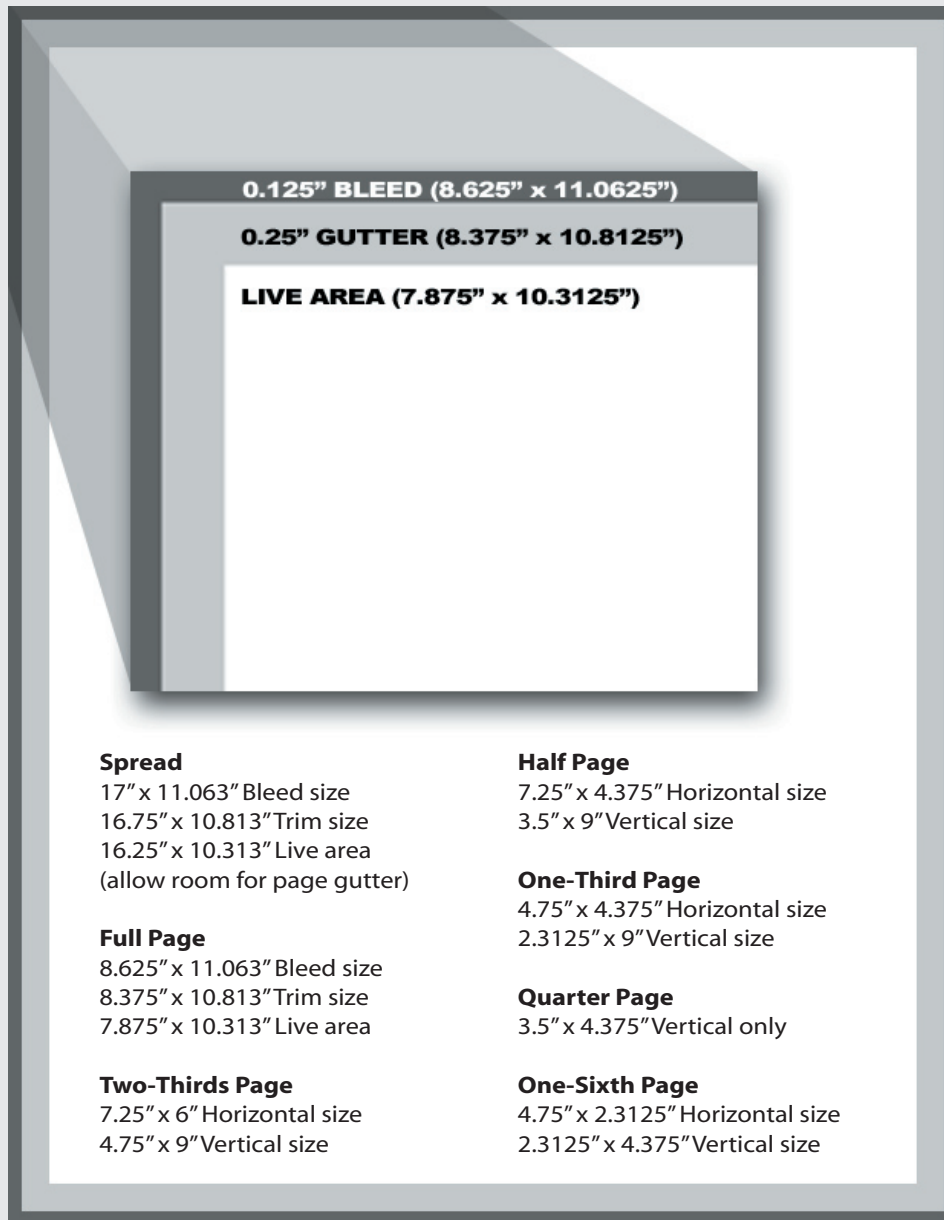 0.125” BLEED (8.625” x 11.0625”)
0.25” GUTTER (8.375” x 10.8125”)
LIVE AREA (7.875” x 10.3125”)
Spread
17” x 11.063” Bleed size
16.75” x 10.813” Trim size
16.25” x 10.313” Live area
(allow room for page gutter)
Full Page
8.625” x 11.063” Bleed size
8.375” x 10.813” Trim size
7.875” x 10.313” Live area
Two-Thirds Page
7.25” x 6” Horizontal size
4.75” x 9” Vertical size
Half Page
7.25” x 4.375” Horizontal size
3.5” x 9” Vertical size
One-Third Page
4.75” x 4.375” Horizontal size
2.3125” x 9” Vertical size
Quarter Page
3.5” x 4.375” Vertical only
One-Sixth Page
4.75” x 2.3125” Horizontal size
2.3125” x 4.375” Vertical size